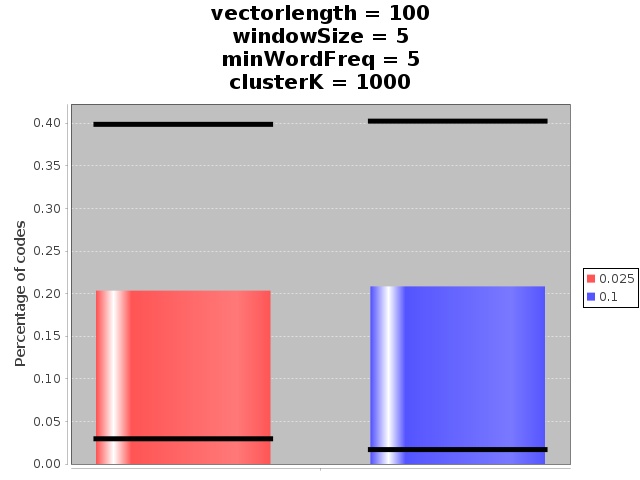 vectorlength = 100
windowSize = 5
minWordFreq = 5
clusterK = 1000
Percentage of codes
0.40
0.35
0.30
0.25
0.20
0.15
0.10
0.05
0.00
0.025
0.1